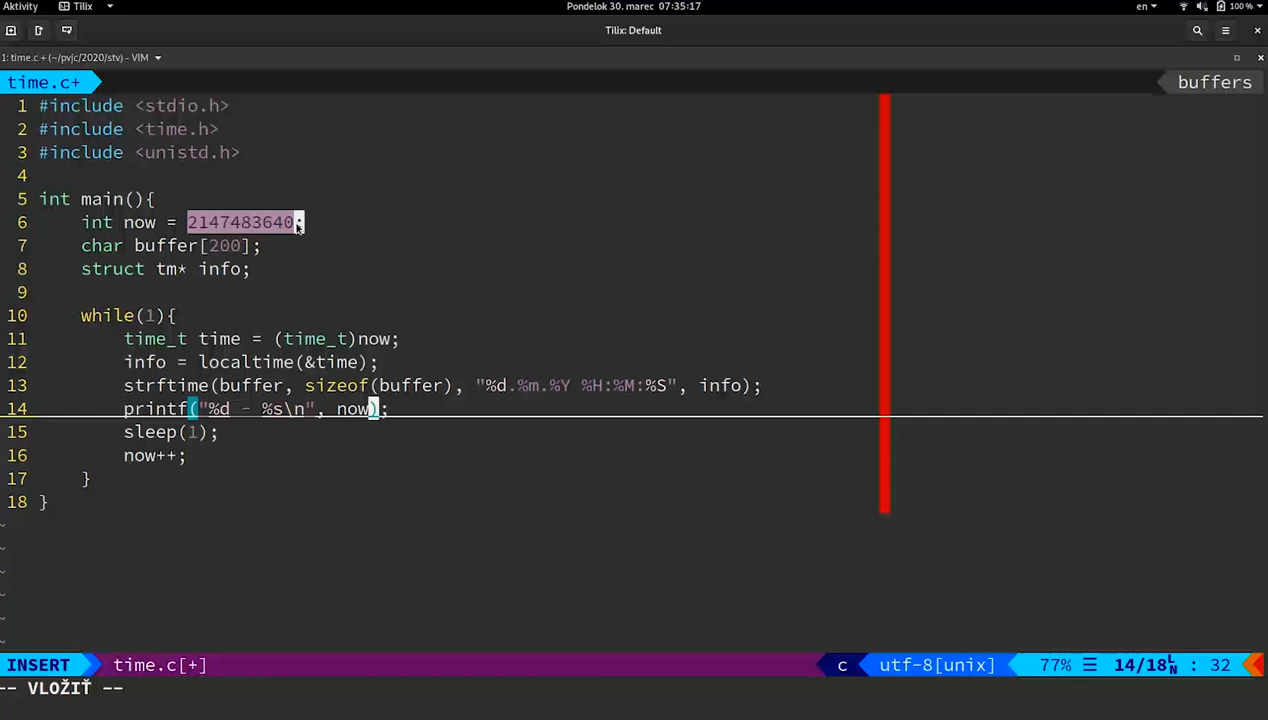 Aktivity Tilix Pondelok 30. marec 07:35:17 en 100 %
Tilix: Default
1: time.c + (~/pvjc/2020/stv) - VIM
time.c+ buffers
1 #include <stdio.h>
2 #include <time.h>
3 #include <unistd.h>
4
5 int main(){
6 int now = 2147483640;
7 char buffer[200];
8 struct tm* info;
9
10 while(1){
11 time_t time = (time_t)now;
12 info = localtime(&time);
13 strftime(buffer, sizeof(buffer), "%d.%m.%Y %H:%M:%S", info);
14 printf("%d - %s\n", now);
15 sleep(1);
16 now++;
17 }
18 }
~
~
~
~
~
~
INSERT time.c[+] c utf-8[unix] 77% ☰ 14/18 LN : 32
-- VLOŽIŤ --